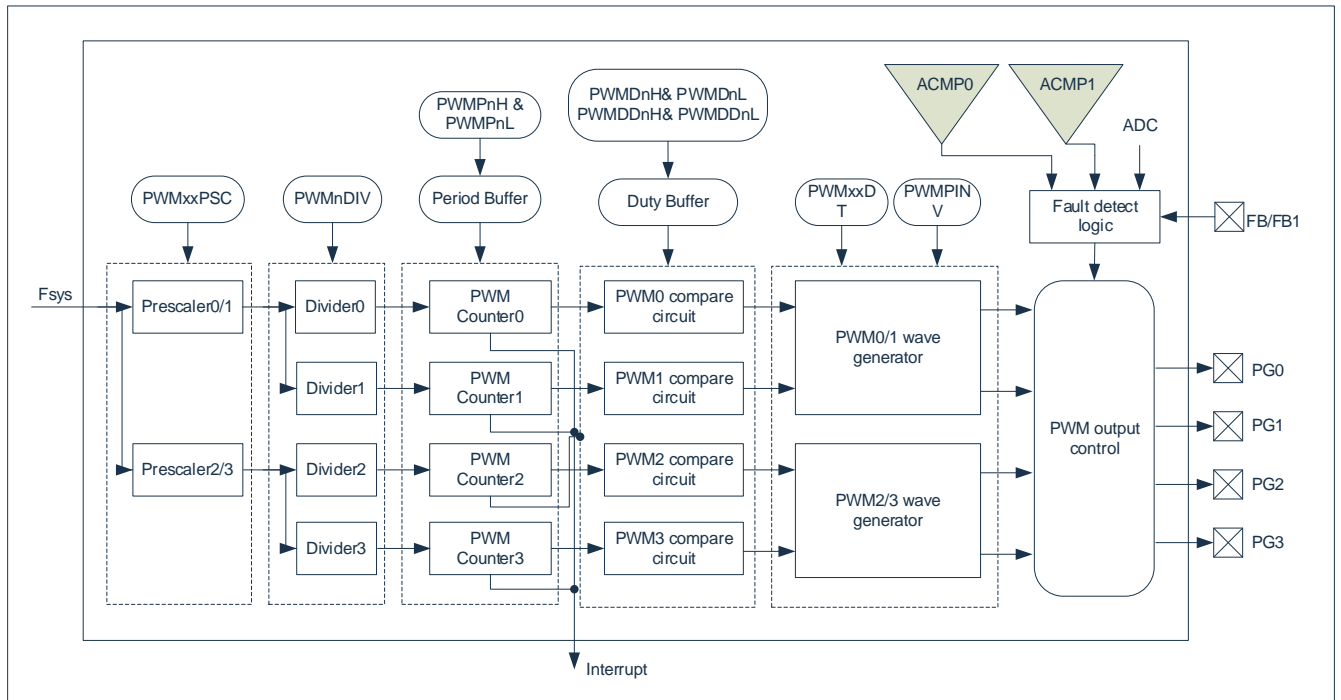 ACMP0
ACMP1
PWMPnH &
PWMPnL
PWMDnH& PWMDnL
PWMDDnH& PWMDDnL
ADC
PWMxxPSC
PWMnDIV
Period Buffer
Duty Buffer
PWMxxD
T
PWMPIN
V
Fault detect
logic
FB/FB1
Fsys
Prescaler0/1
Divider0
PWM
Counter0
PWM0 compare
circuit
PWM0/1 wave
generator
Divider1
PWM
Counter1
PWM1 compare
circuit
Prescaler2/3
Divider2
PWM
Counter2
PWM2 compare
circuit
PWM2/3 wave
generator
Divider3
PWM
Counter3
PWM3 compare
circuit
PWM output
control
PG0
PG1
PG2
PG3
Interrupt